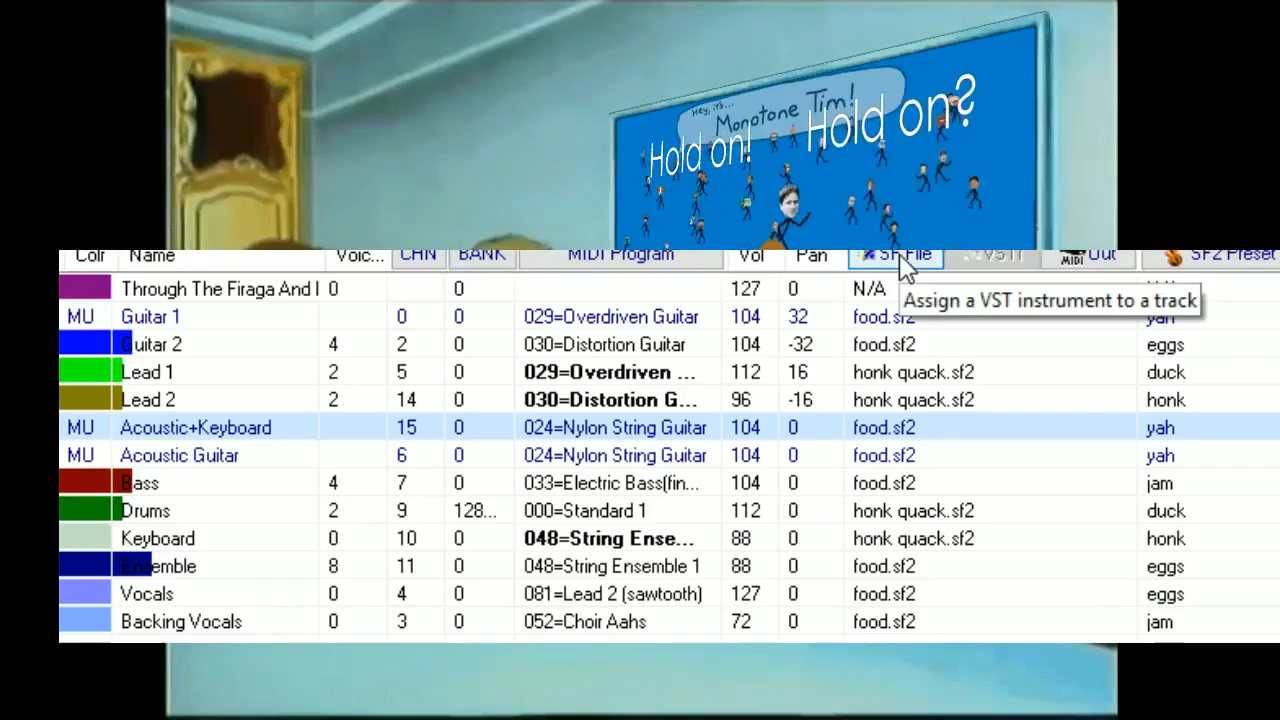 Hey, it's...
Monotone Tim!
Hold on! Hold on?
Colr Name Voic... CHN BANK MIDI Program Vol Pan SF File VSTi MIDI Out SF2 Preset
Through The Firaga And I 0 0 127 0 N/A
Assign a VST instrument to a track
MU Guitar 1 0 0 029=Overdriven Guitar 104 32 food.sf2 yah
Guitar 2 4 2 0 030=Distortion Guitar 104 -32 food.sf2 eggs
Lead 1 2 5 0 029=Overdriven ... 112 16 honk quack.sf2 duck
Lead 2 2 14 0 030=Distortion G... 96 -16 honk quack.sf2 honk
MU Acoustic+Keyboard 15 0 024=Nylon String Guitar 104 0 food.sf2 yah
MU Acoustic Guitar 6 0 024=Nylon String Guitar 104 0 food.sf2 yah
Bass 4 7 0 033=Electric Bass(fin... 104 0 food.sf2 jam
Drums 2 9 128... 000=Standard 1 112 0 honk quack.sf2 duck
Keyboard 0 10 0 048=String Ense... 88 0 honk quack.sf2 honk
Ensemble 8 11 0 048=String Ensemble 1 88 0 food.sf2 eggs
Vocals 0 4 0 081=Lead 2 (sawtooth) 127 0 food.sf2 eggs
Backing Vocals 0 3 0 052=Choir Aahs 72 0 food.sf2 jam